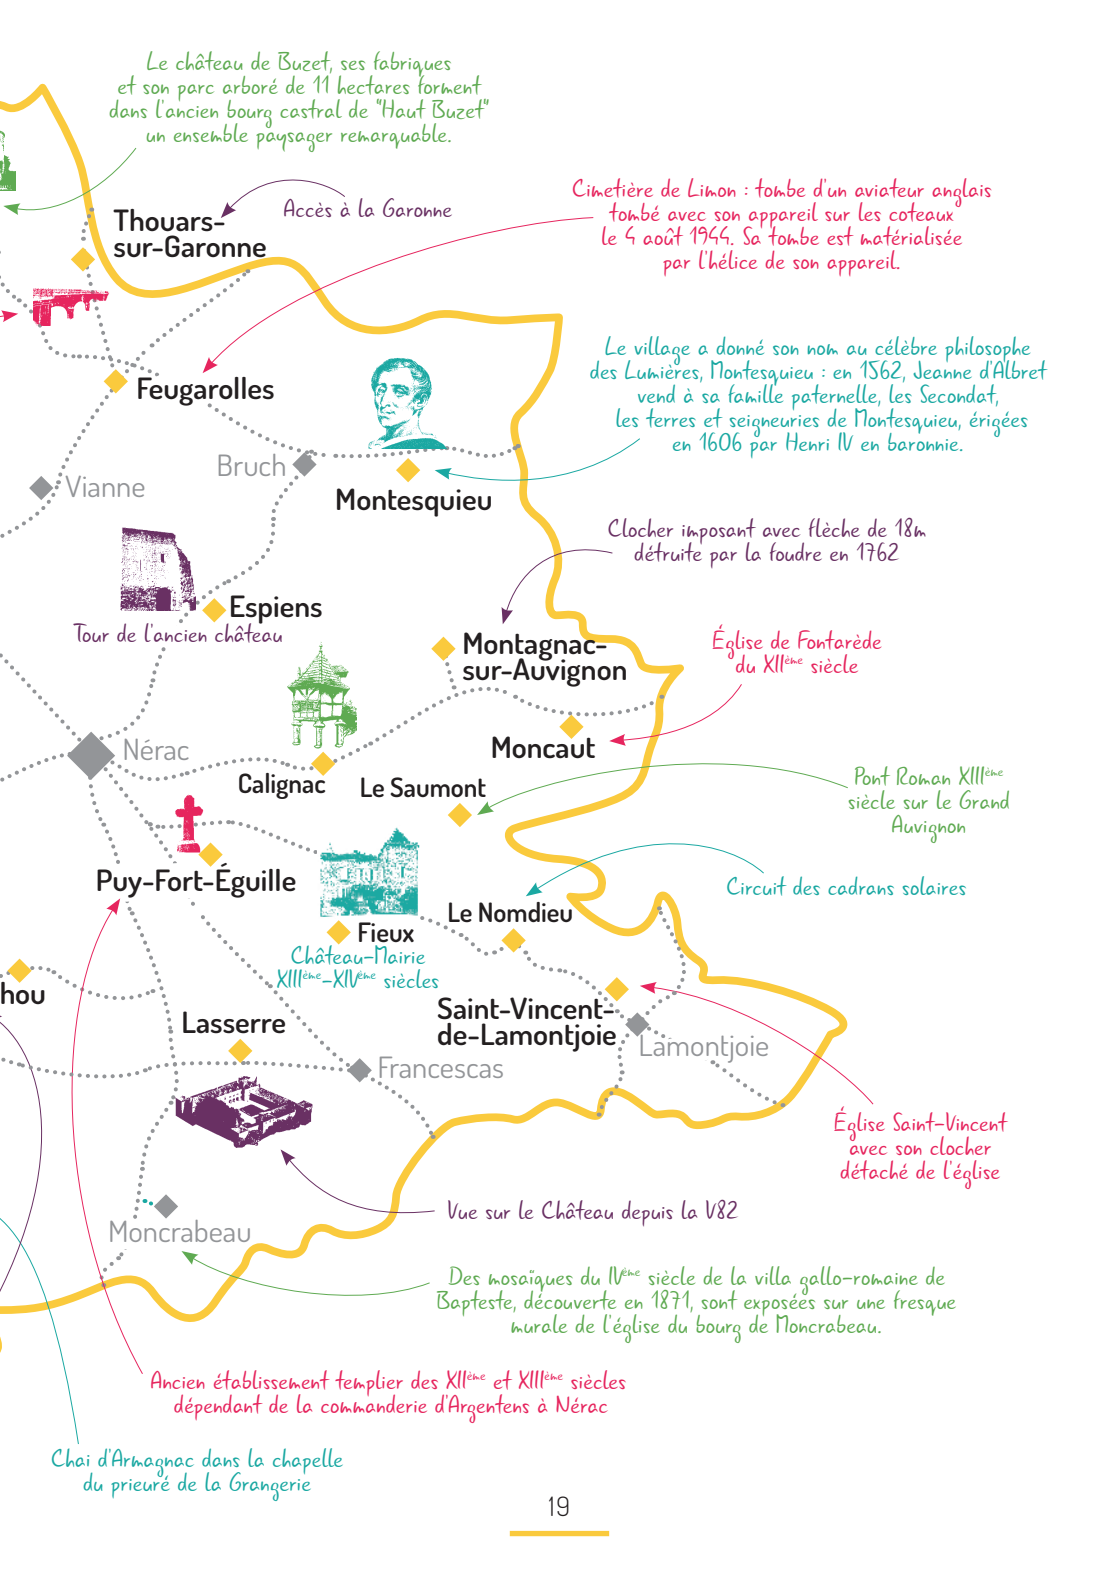 Le château de Buzet, ses fabriques
et son parc arboré de 11 hectares forment
dans l'ancien bourg castral de "Haut Buzet"
un ensemble paysager remarquable.
Thouars-
sur-Garonne
Accès à la Garonne
Cimetière de Limon : tombe d'un aviateur anglais
tombé avec son appareil sur les coteaux
le 4 août 1944. Sa tombe est matérialisée
par l'hélice de son appareil.
Feugarolles
Le village a donné son nom au célèbre philosophe
des Lumières, Montesquieu : en 1562, Jeanne d'Albret
vend à sa famille paternelle, les Secondat,
les terres et seigneuries de Montesquieu, érigées
en 1606 par Henri IV en baronnie.
Bruch
Vianne
Montesquieu
Clocher imposant avec flèche de 18m
détruite par la foudre en 1762
Espiens
Tour de l'ancien château
Montagnac-
sur-Auvignon
Église de Fontarède
du XIIème siècle
Nérac
Moncaut
Calignac
Le Saumont
Pont Roman XIIIème
siècle sur le Grand
Auvignon
Puy-Fort-Éguille
Circuit des cadrans solaires
Le Nomdieu
Fieux
Château-Mairie
XIIIème-XIVème siècles
hou
Saint-Vincent-
de-Lamontjoie
Lasserre
Lamontjoie
Francescas
Église Saint-Vincent
avec son clocher
détaché de l'église
Vue sur le Château depuis la V82
Moncrabeau
Des mosaïques du IVème siècle de la villa gallo-romaine de
Bapteste, découverte en 1871, sont exposées sur une fresque
murale de l'église du bourg de Moncrabeau.
Ancien établissement templier des XIIème et XIIIème siècles
dépendant de la commanderie d'Argentens à Nérac
Chai d'Armagnac dans la chapelle
du prieuré de la Grangerie
19